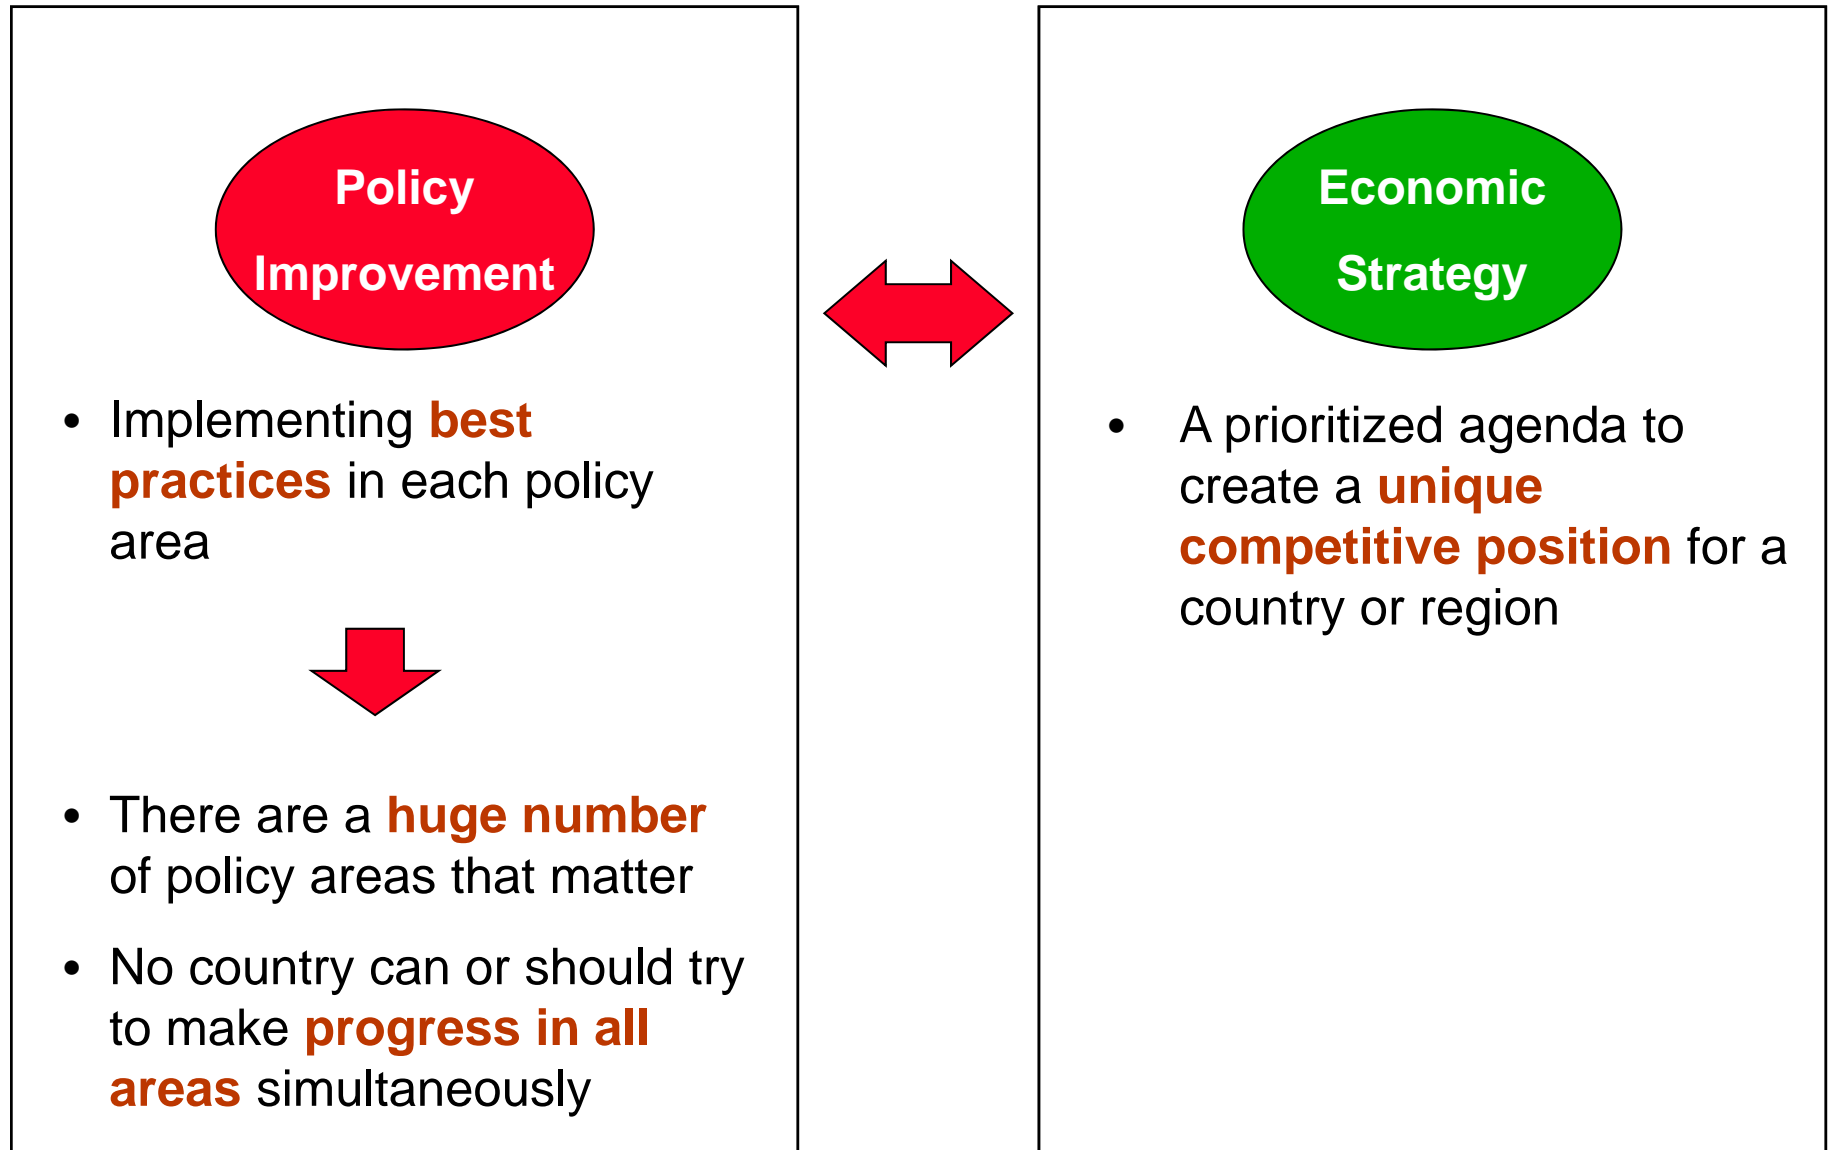 Policy
Improvement
• Implementing best
practices in each policy
area
• There are a huge number
of policy areas that matter
• No country can or should try
to make progress in all
areas simultaneously
Economic
Strategy
• A prioritized agenda to
create a unique
competitive position for a
country or region